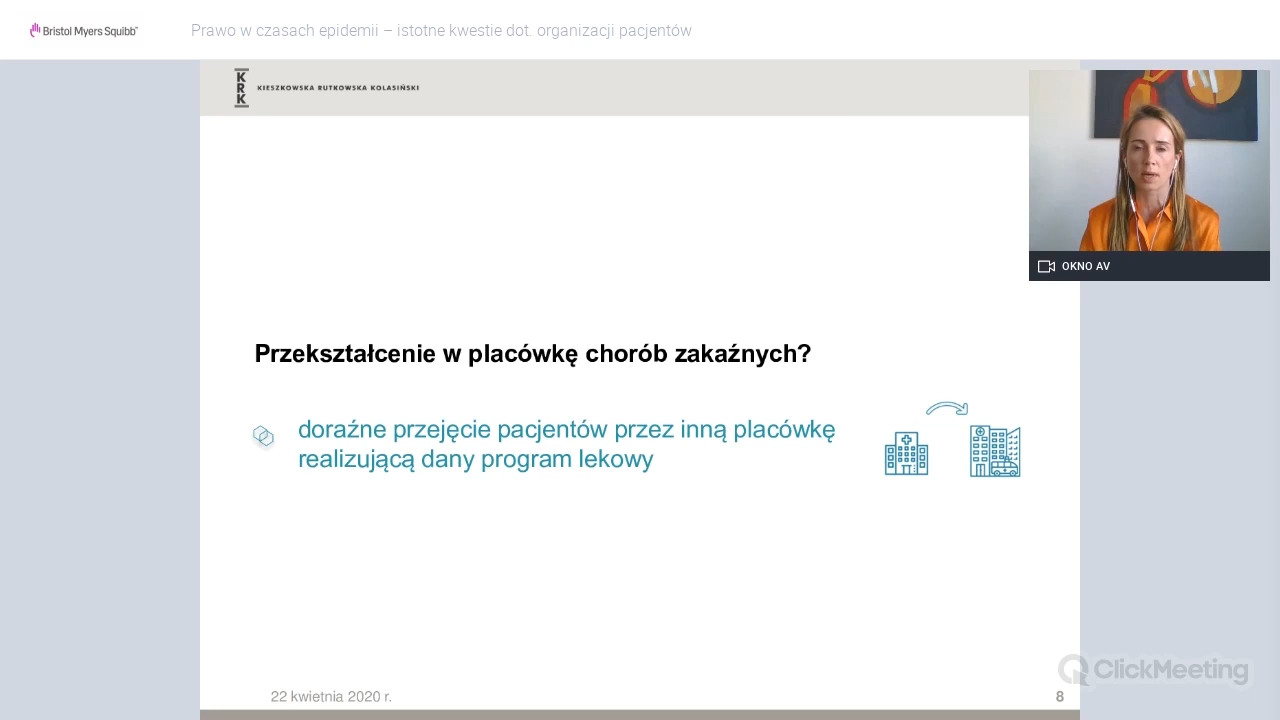 Bristol Myers Squibb™
Prawo w czasach epidemii – istotne kwestie dot. organizacji pacjentów
KRK
KIESZKOWSKA RUTKOWSKA KOLASIŃSKI
OKNO AV
Przekształcenie w placówkę chorób zakaźnych?
doraźne przejęcie pacjentów przez inną placówkę
realizującą dany program lekowy
ClickMeeting
22 kwietnia 2020 r.
8